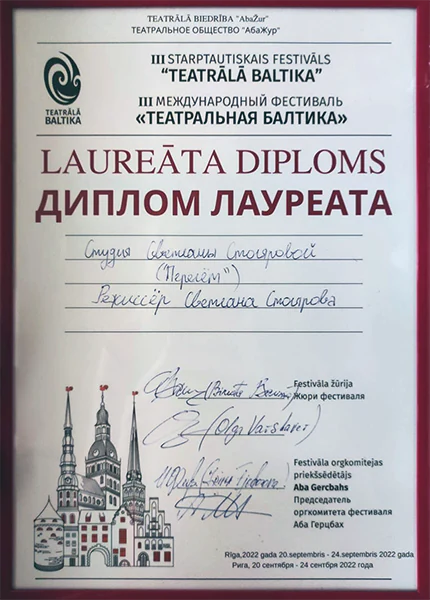 TEATRĀLĀ BIEDRĪBA "AbaŽur"
ТЕАТРАЛЬНОЕ ОБЩЕСТВО "АбаЖур"
TEATRĀLĀ
BALTIKA
III STARPTAUTISKAIS FESTIVĀLS
“TEATRĀLĀ BALTIKA”
III МЕЖДУНАРОДНЫЙ ФЕСТИВАЛЬ
«ТЕАТРАЛЬНАЯ БАЛТИКА»
LAUREĀTA DIPLOMS
ДИПЛОМ ЛАУРЕАТА
Студия Светланы Столяровой
("Перелёт")
Режиссёр Светлана Столярова
Festivāla žūrija
Жюри фестиваля
Festivāla orgkomitejas
priekšsēdētājs
Aba Gercbahs
Председатель
оргкомитета фестиваля
Аба Герцбах
Rīga,2022 gada 20.septembris - 24.septembris 2022 gada
Рига, 20 сентября - 24 сентября 2022 года